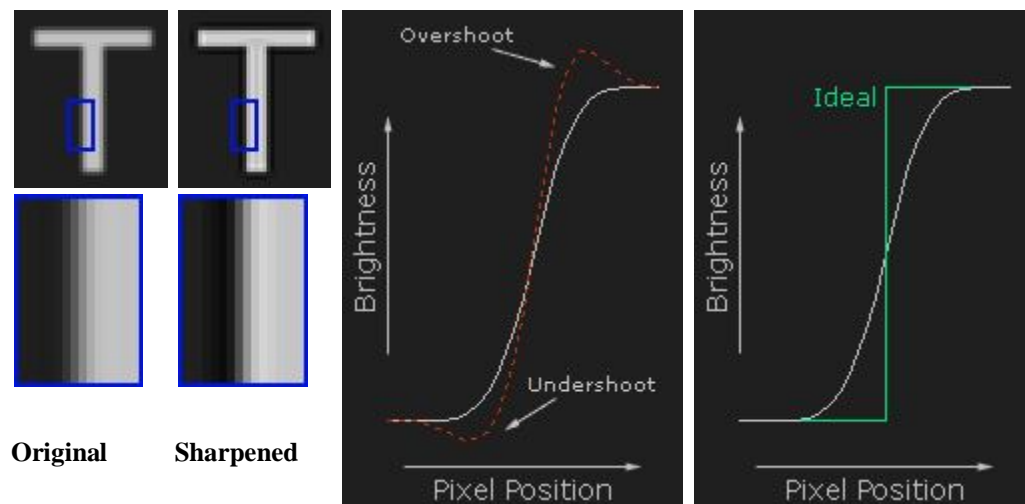 T
T
Original
Sharpened
Overshoot
Undershoot
Brightness
Pixel Position
Ideal
Brightness
Pixel Position